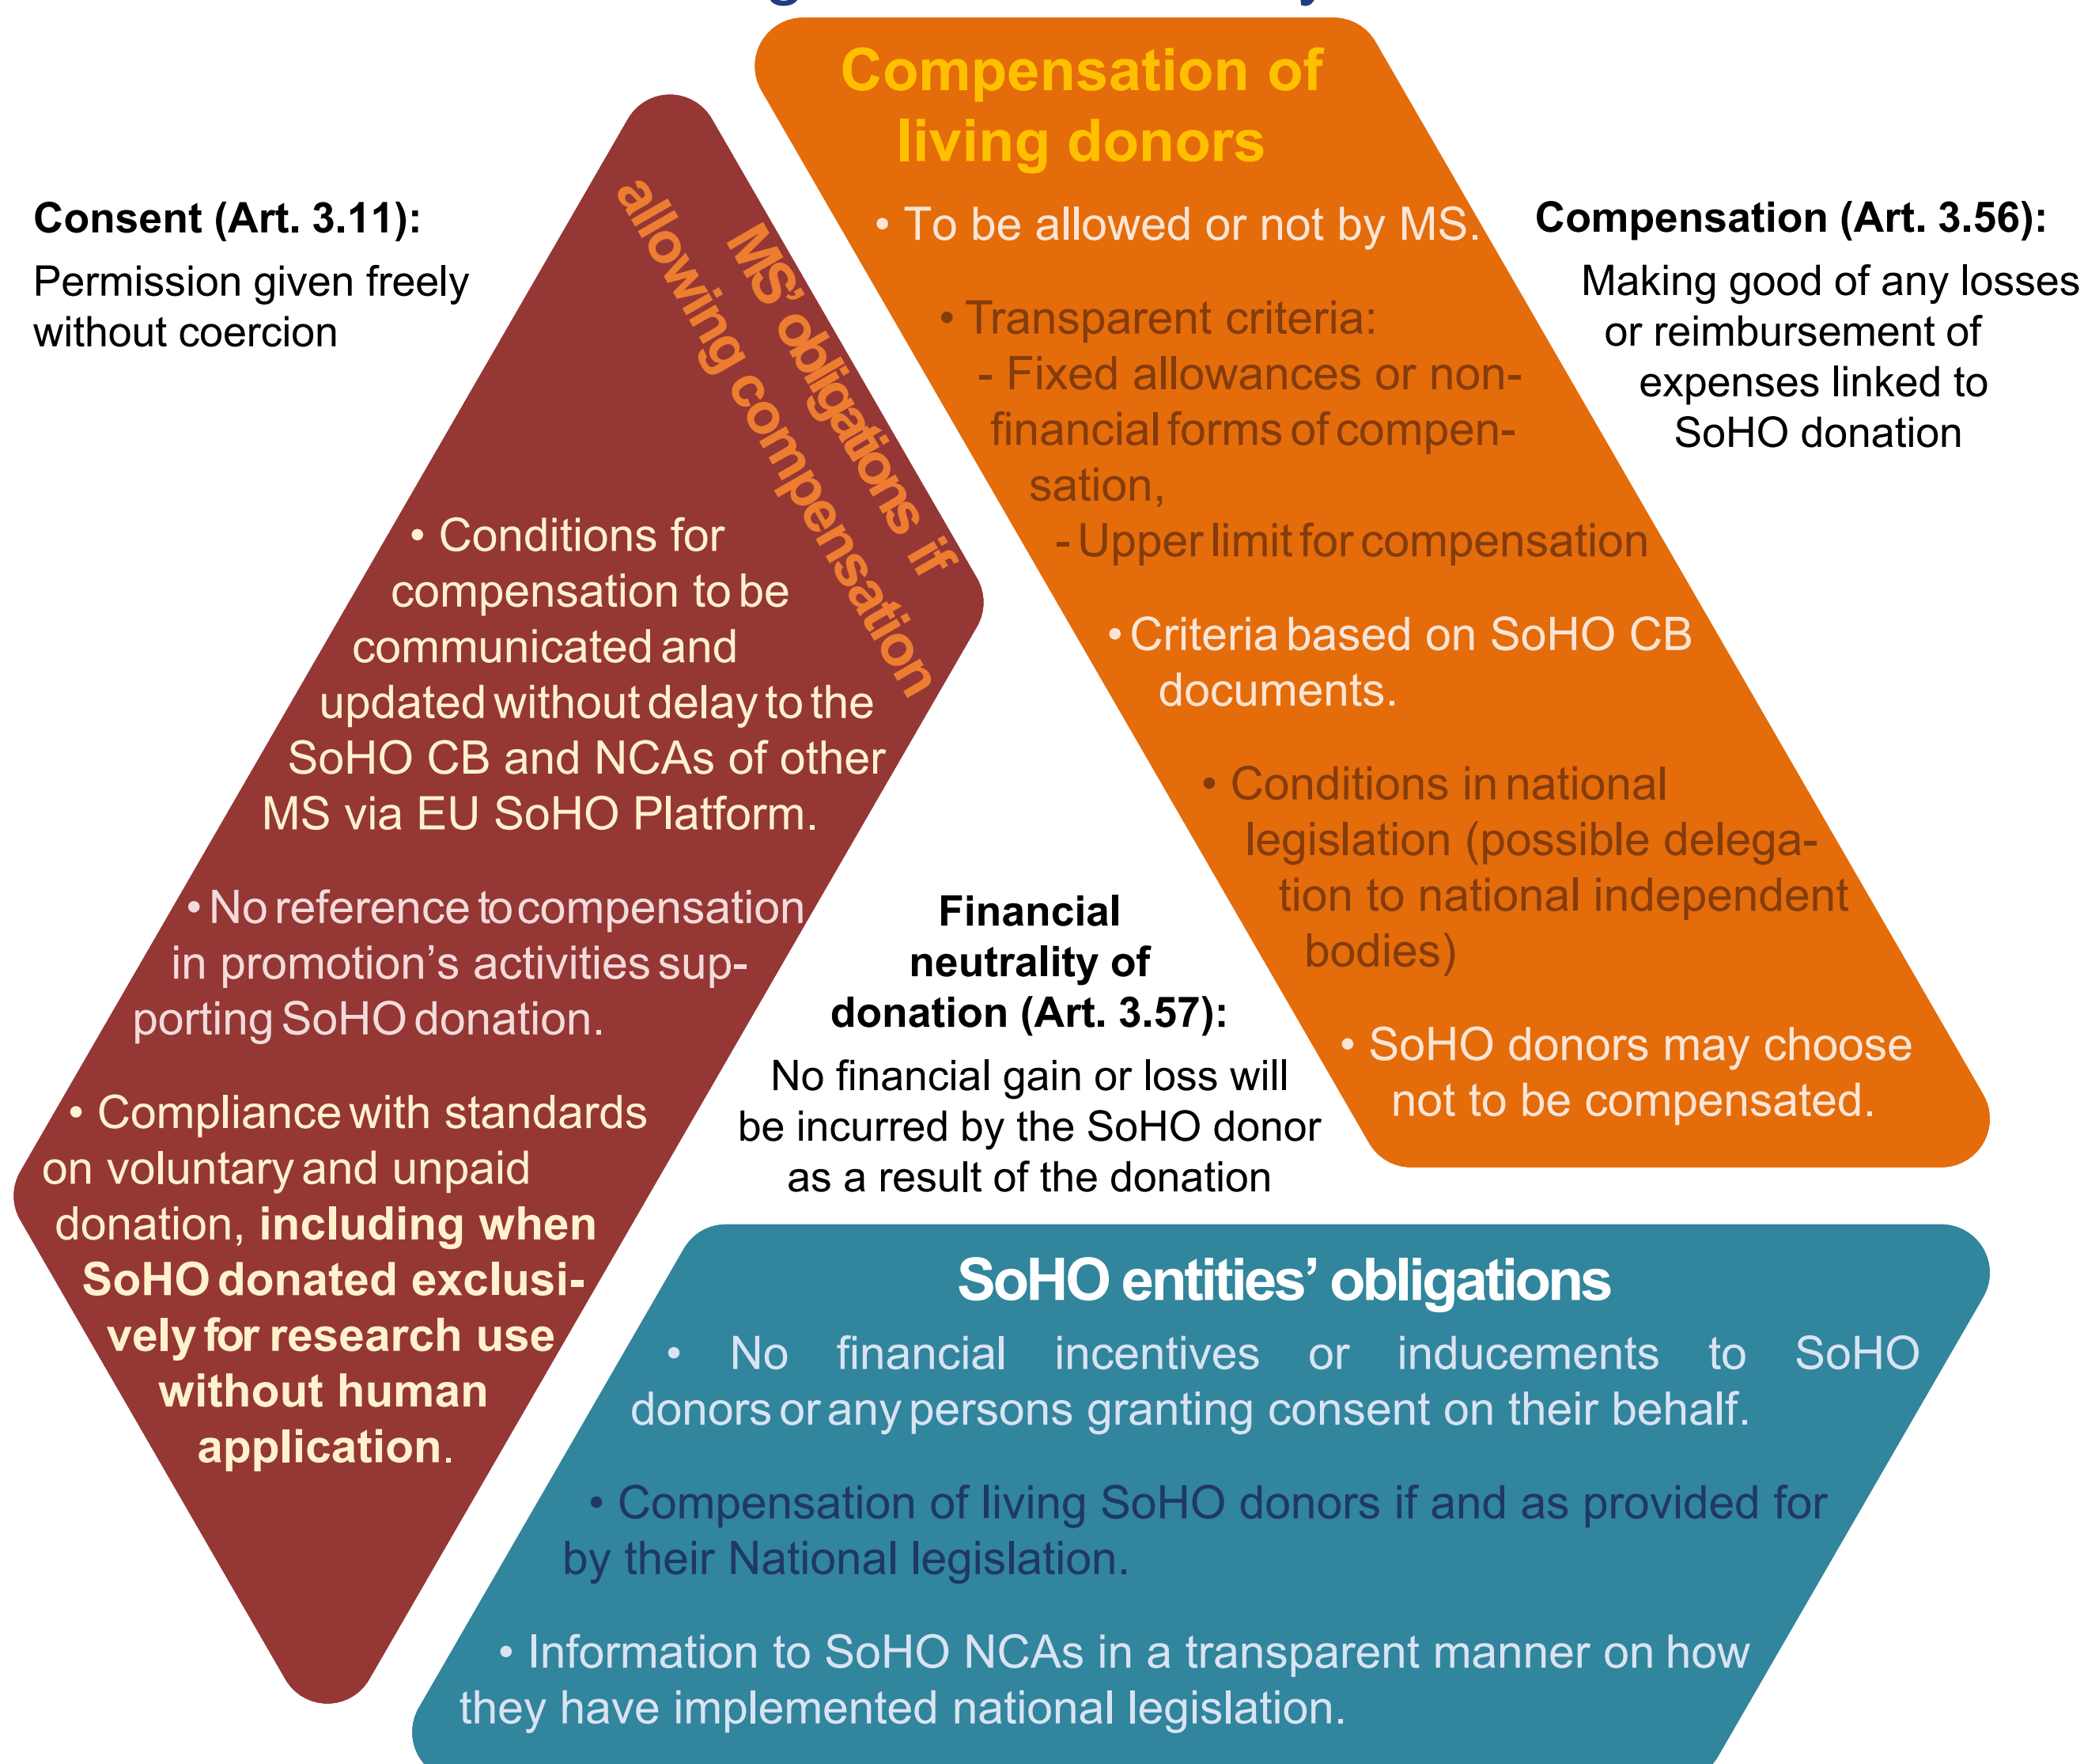 Compensation of
living donors
• To be allowed or not by MS.
• Transparent criteria:
- Fixed allowances or non-
financial forms of compen-
sation,
- Upper limit for compensation
• Criteria based on SoHO CB
documents.
• Conditions in national
legislation (possible delega-
tion to national independent
bodies)
• SoHO donors may choose
not to be compensated.
Consent (Art. 3.11):
Permission given freely
without coercion
Compensation (Art. 3.56):
Making good of any losses
or reimbursement of
expenses linked to
SoHO donation
MS' obligations if
allowing compensation
• Conditions for
compensation to be
communicated and
updated without delay to the
SoHO CB and NCAs of other
MS via EU SoHO Platform.
• No reference to compensation
in promotion's activities sup-
porting SoHO donation.
• Compliance with standards
on voluntary and unpaid
donation, including when
SoHO donated exclusi-
vely for research use
without human
application.
Financial
neutrality of
donation (Art. 3.57):
No financial gain or loss will
be incurred by the SoHO donor
as a result of the donation
SoHO entities' obligations
• No financial incentives or inducements to SoHO
donors or any persons granting consent on their behalf.
• Compensation of living SoHO donors if and as provided for
by their National legislation.
• Information to SoHO NCAs in a transparent manner on how
they have implemented national legislation.